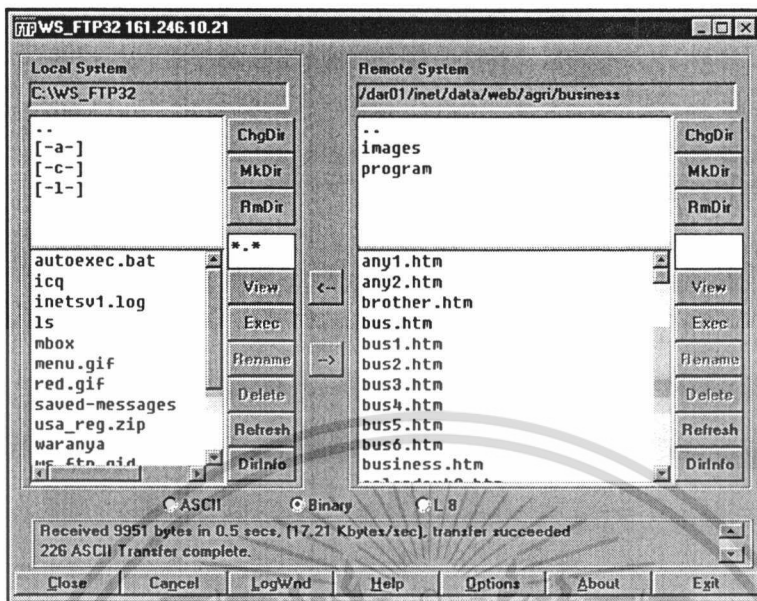 WS_FTP32 161.246.10.21
Local System
C:\WS_FTP32
..
[-a-]
[-c-]
[-l-]
ChgDir
MkDir
RmDir
*.*
autoexec.bat
icq
inetsv1.log
ls
mbox
menu.gif
red.gif
saved-messages
usa_reg.zip
waranya
ws_ftp.gid
View
Exec
Rename
Delete
Refresh
DirInfo
<--
-->
Remote System
/dar01/inet/data/web/agri/business
..
images
program
ChgDir
MkDir
RmDir
any1.htm
any2.htm
brother.htm
bus.htm
bus1.htm
bus2.htm
bus3.htm
bus4.htm
bus5.htm
bus6.htm
business.htm
View
Exec
Rename
Delete
Refresh
DirInfo
ASCII Binary L 8
Received 9951 bytes in 0.5 secs, (17.21 Kbytes/sec), transfer succeeded
226 ASCII Transfer complete.
Close Cancel LogWnd Help Options About Exit